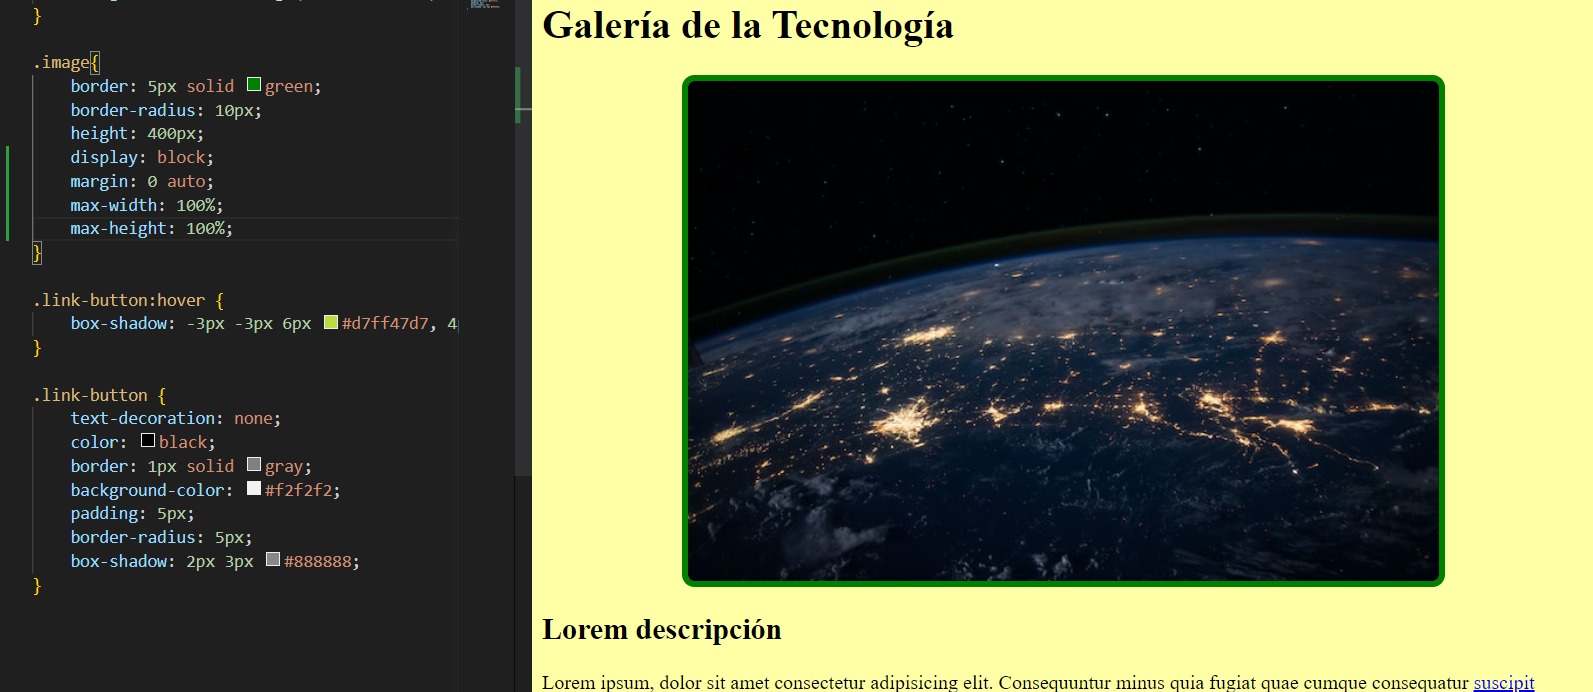 }
.image{
border: 5px solid green;
border-radius: 10px;
height: 400px;
display: block;
margin: 0 auto;
max-width: 100%;
max-height: 100%;
}
.link-button:hover {
box-shadow: -3px -3px 6px #d7ff47d7, 4
}
.link-button {
text-decoration: none;
color: black;
border: 1px solid gray;
background-color: #f2f2f2;
padding: 5px;
border-radius: 5px;
box-shadow: 2px 3px #888888;
}
Galería de la Tecnología
Lorem descripción
Lorem ipsum, dolor sit amet consectetur adipisicing elit. Consequuntur minus quia fugiat quae cumque consequatur suscipit